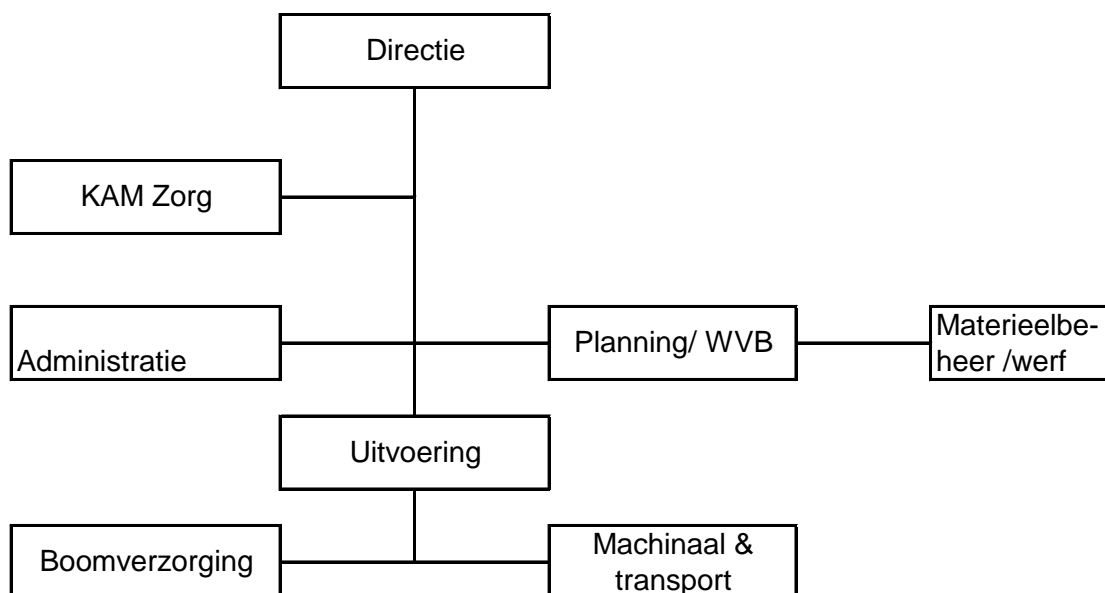 Directie
KAM Zorg
Administratie
Planning/ WVB
Materieelbe-
heer /werf
Uitvoering
Boomverzorging
Machinaal &
transport